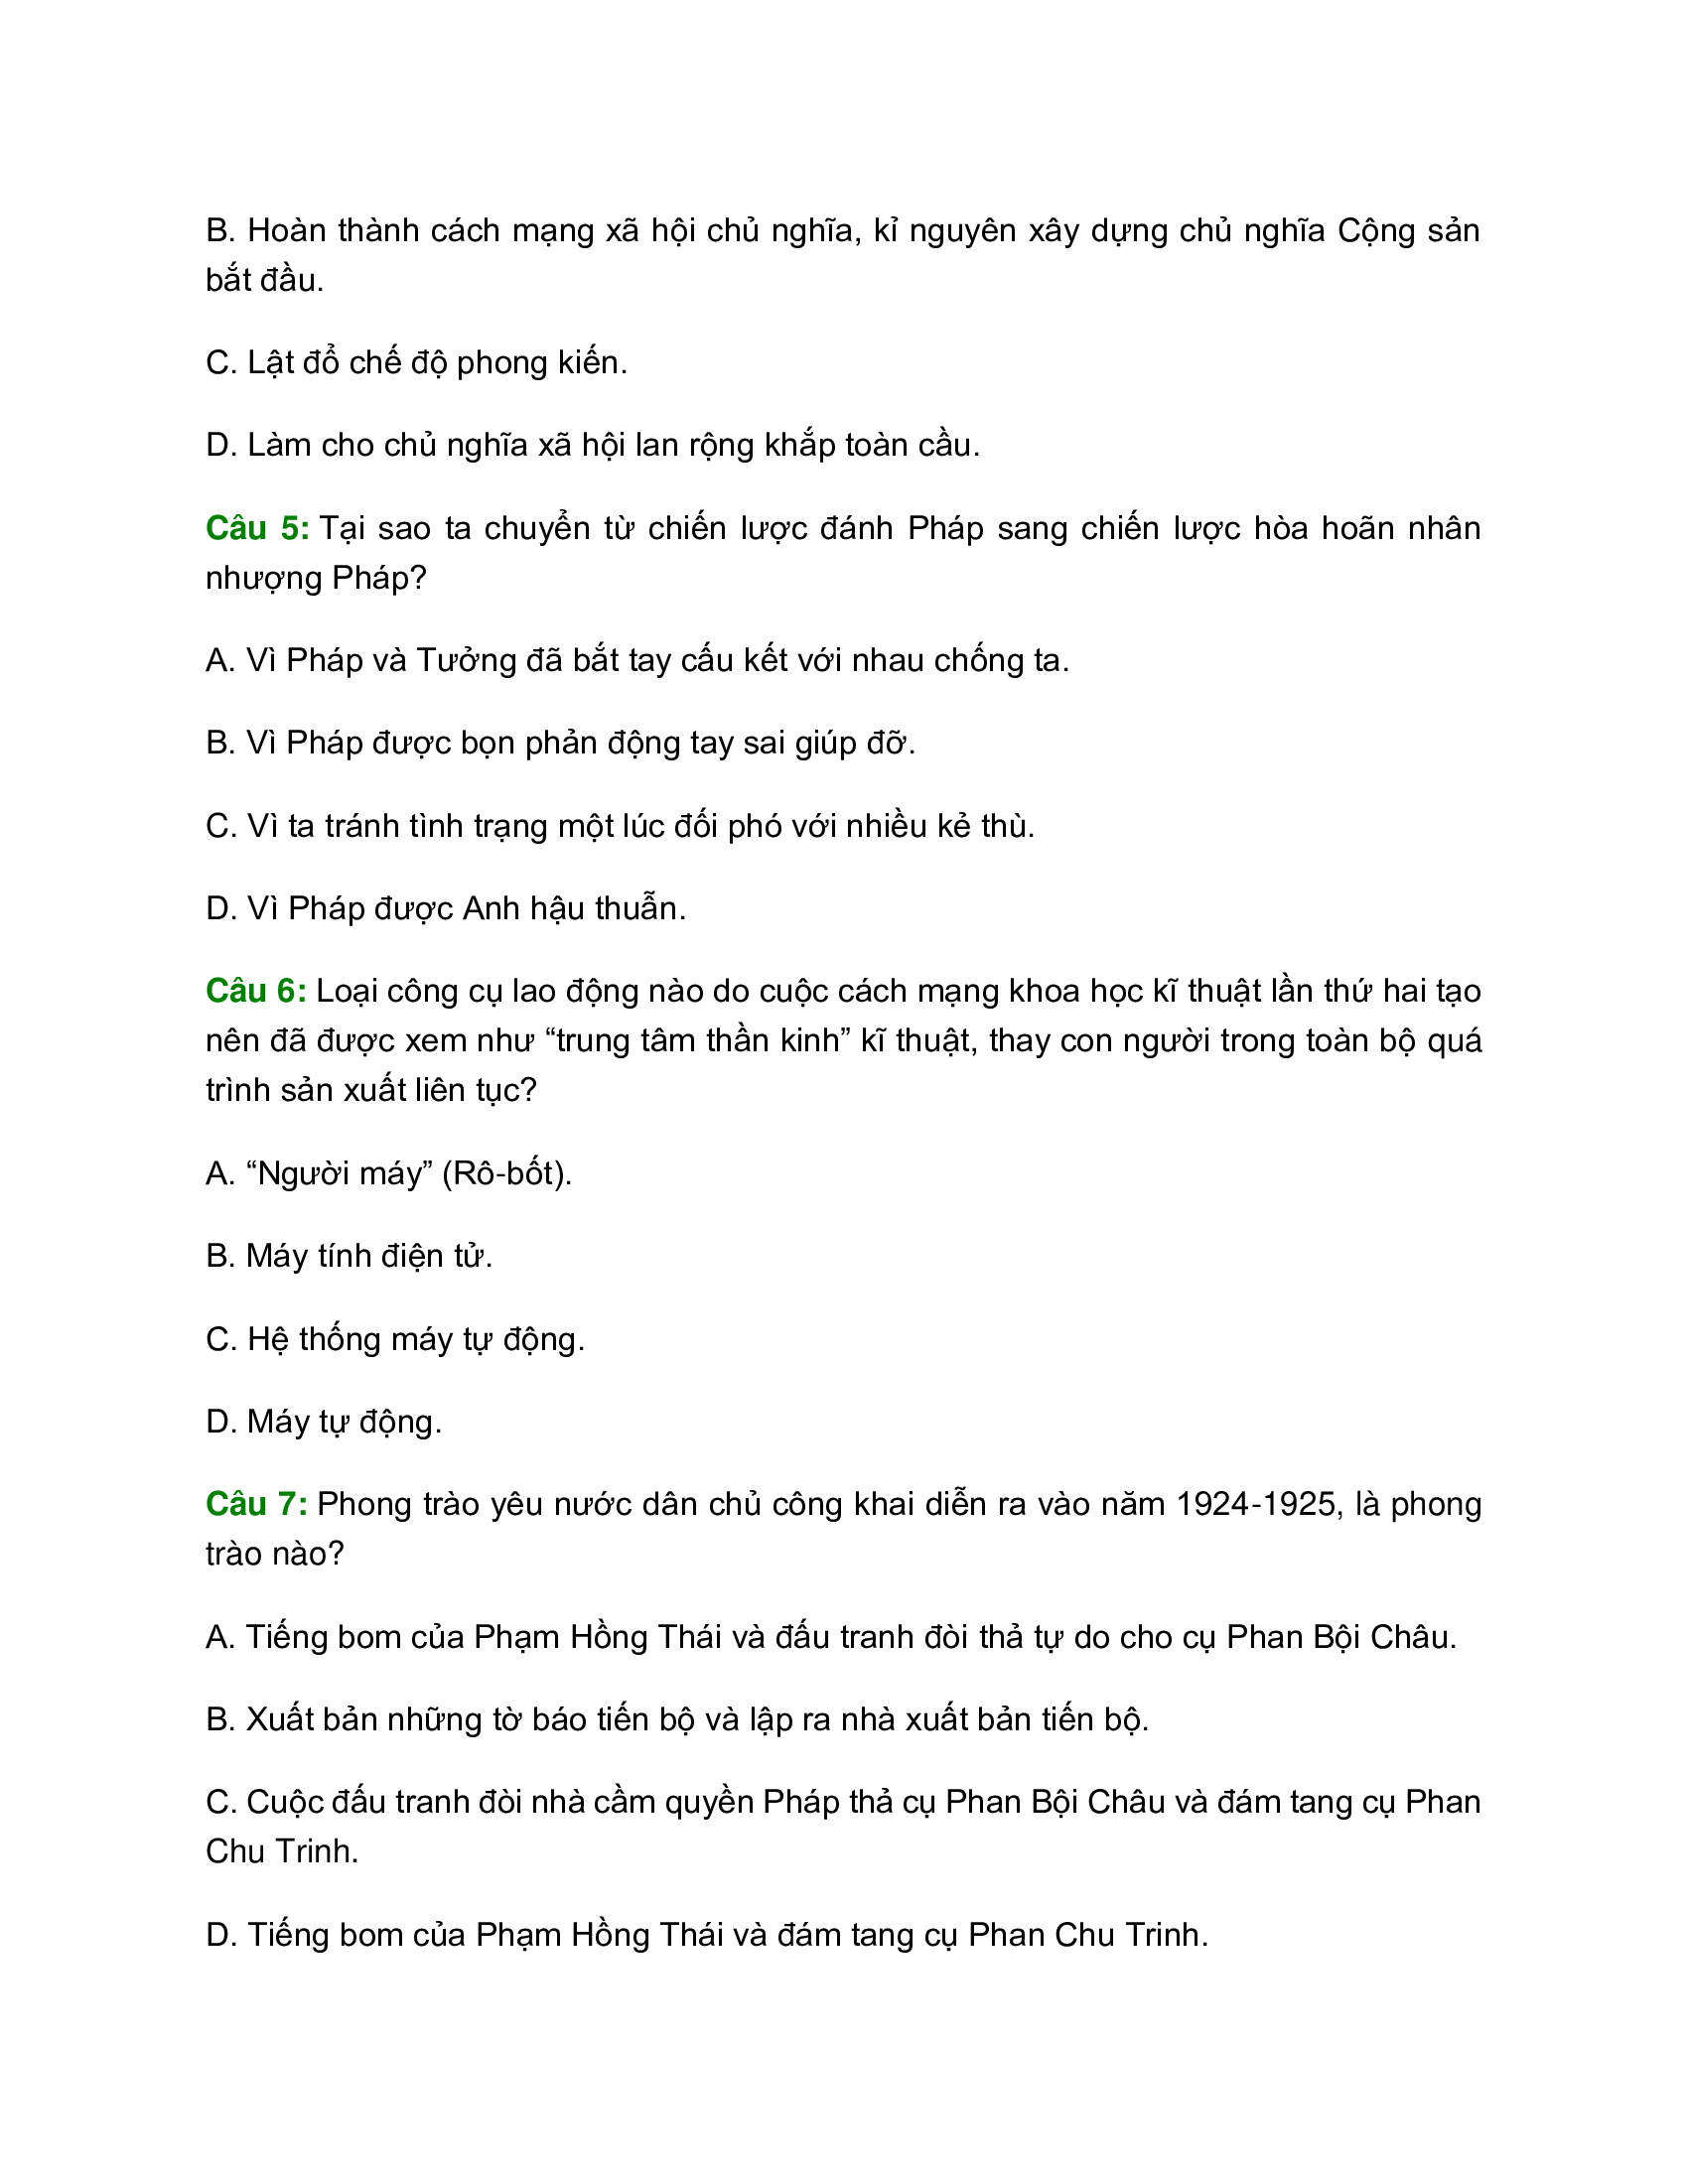 B. Hoàn thành cách mạng xã hội chủ nghĩa, kỉ nguyên xây dựng chủ nghĩa Cộng sản
bắt đầu.
C. Lật đổ chế độ phong kiến.
D. Làm cho chủ nghĩa xã hội lan rộng khắp toàn cầu.
Câu 5: Tại sao ta chuyển từ chiến lược đánh Pháp sang chiến lược hòa hoãn nhân
nhượng Pháp?
A. Vì Pháp và Tưởng đã bắt tay cấu kết với nhau chống ta.
B. Vì Pháp được bọn phản động tay sai giúp đỡ.
C. Vì ta tránh tình trạng một lúc đối phó với nhiều kẻ thù.
D. Vì Pháp được Anh hậu thuẫn.
Câu 6: Loại công cụ lao động nào do cuộc cách mạng khoa học kĩ thuật lần thứ hai tạo
nên đã được xem như “trung tâm thần kinh” kĩ thuật, thay con người trong toàn bộ quá
trình sản xuất liên tục?
A. “Người máy” (Rô-bốt).
B. Máy tính điện tử.
C. Hệ thống máy tự động.
D. Máy tự động.
Câu 7: Phong trào yêu nước dân chủ công khai diễn ra vào năm 1924-1925, là phong
trào nào?
A. Tiếng bom của Phạm Hồng Thái và đấu tranh đòi thả tự do cho cụ Phan Bội Châu.
B. Xuất bản những tờ báo tiến bộ và lập ra nhà xuất bản tiến bộ.
C. Cuộc đấu tranh đòi nhà cầm quyền Pháp thả cụ Phan Bội Châu và đám tang cụ Phan
Chu Trinh.
D. Tiếng bom của Phạm Hồng Thái và đám tang cụ Phan Chu Trinh.